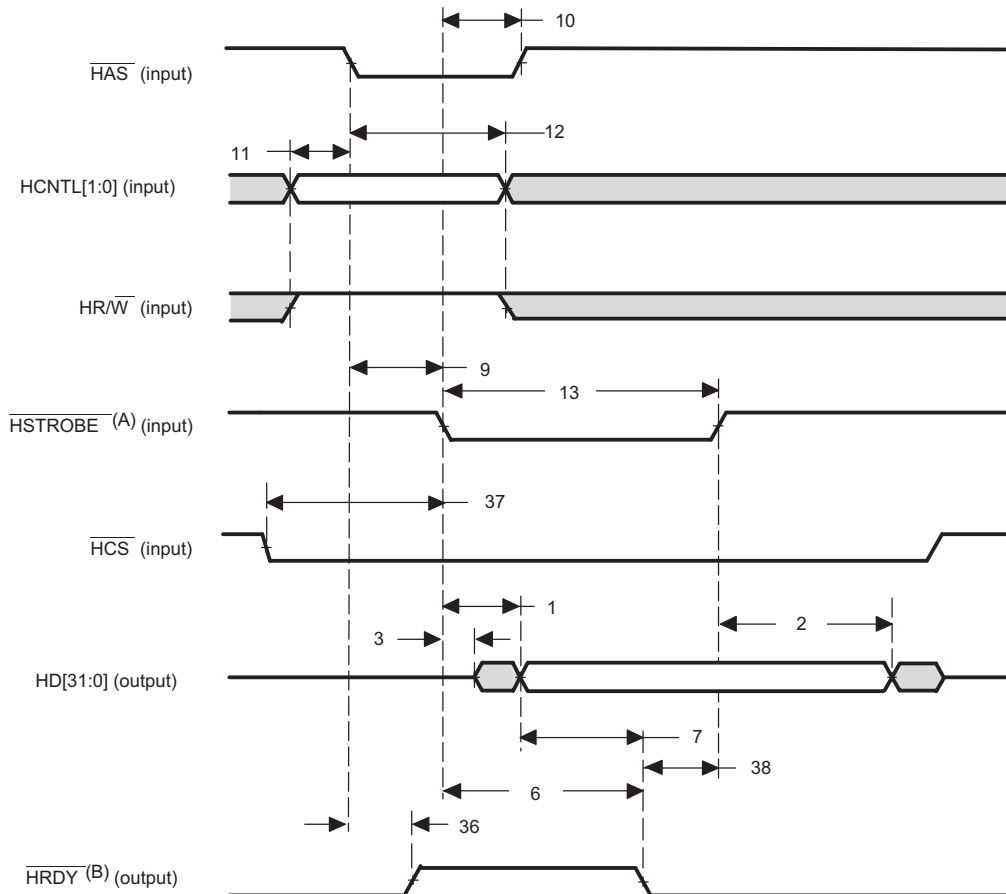 10
HAS (input)
12
11
HCNTL[1:0] (input)
HR/W (input)
9
13
HSTROBE (A) (input)
37
HCS (input)
1
3
2
HD[31:0] (output)
7
38
6
36
HRDY (B) (output)